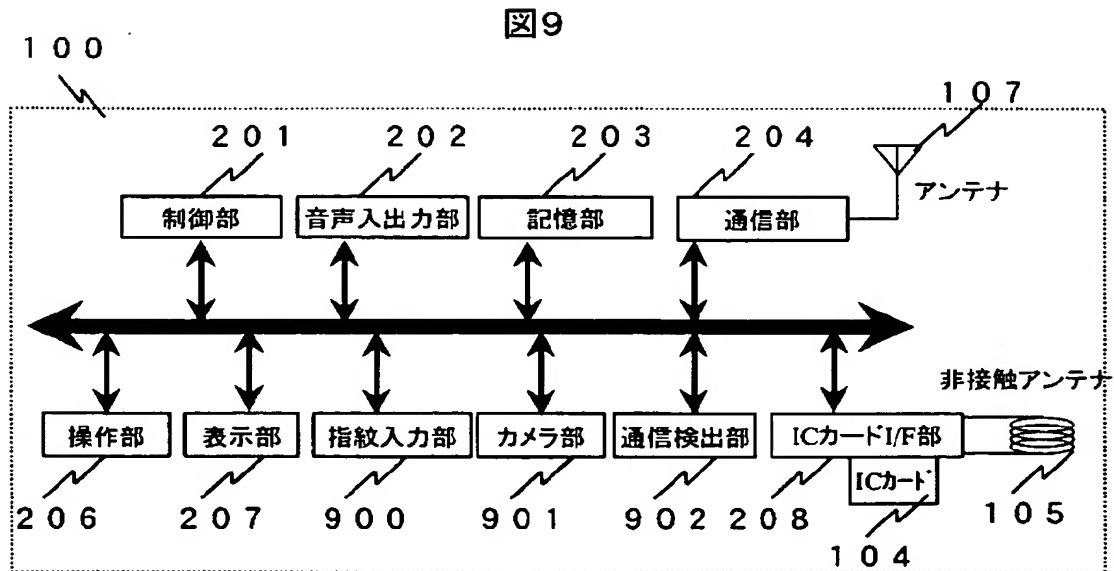 図9
100
107
201 202 203 204
アンテナ
制御部 音声入出力部 記憶部 通信部
非接触アンテナ
操作部 表示部 指紋入力部 カメラ部 通信検出部 ICカードI/F部
ICカード
206 207 900 901 902 208 105
104